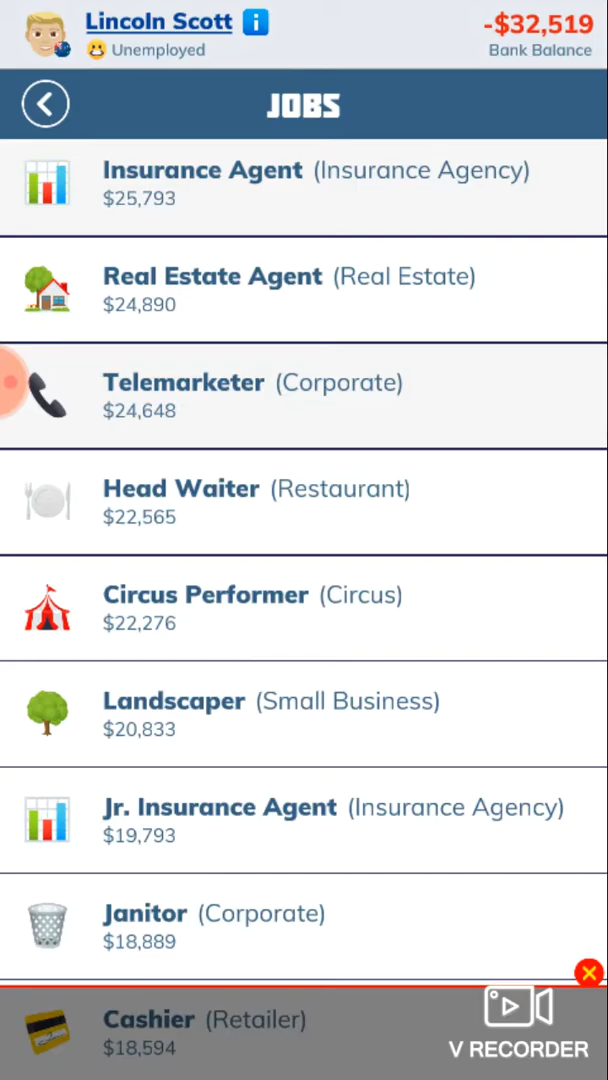 Lincoln Scott i
-$32,519
Unemployed
Bank Balance
JOBS
Insurance Agent (Insurance Agency)
$25,793
Real Estate Agent (Real Estate)
$24,890
Telemarketer (Corporate)
$24,648
Head Waiter (Restaurant)
$22,565
Circus Performer (Circus)
$22,276
Landscaper (Small Business)
$20,833
Jr. Insurance Agent (Insurance Agency)
$19,793
Janitor (Corporate)
$18,889
Cashier (Retailer)
$18,594
V RECORDER